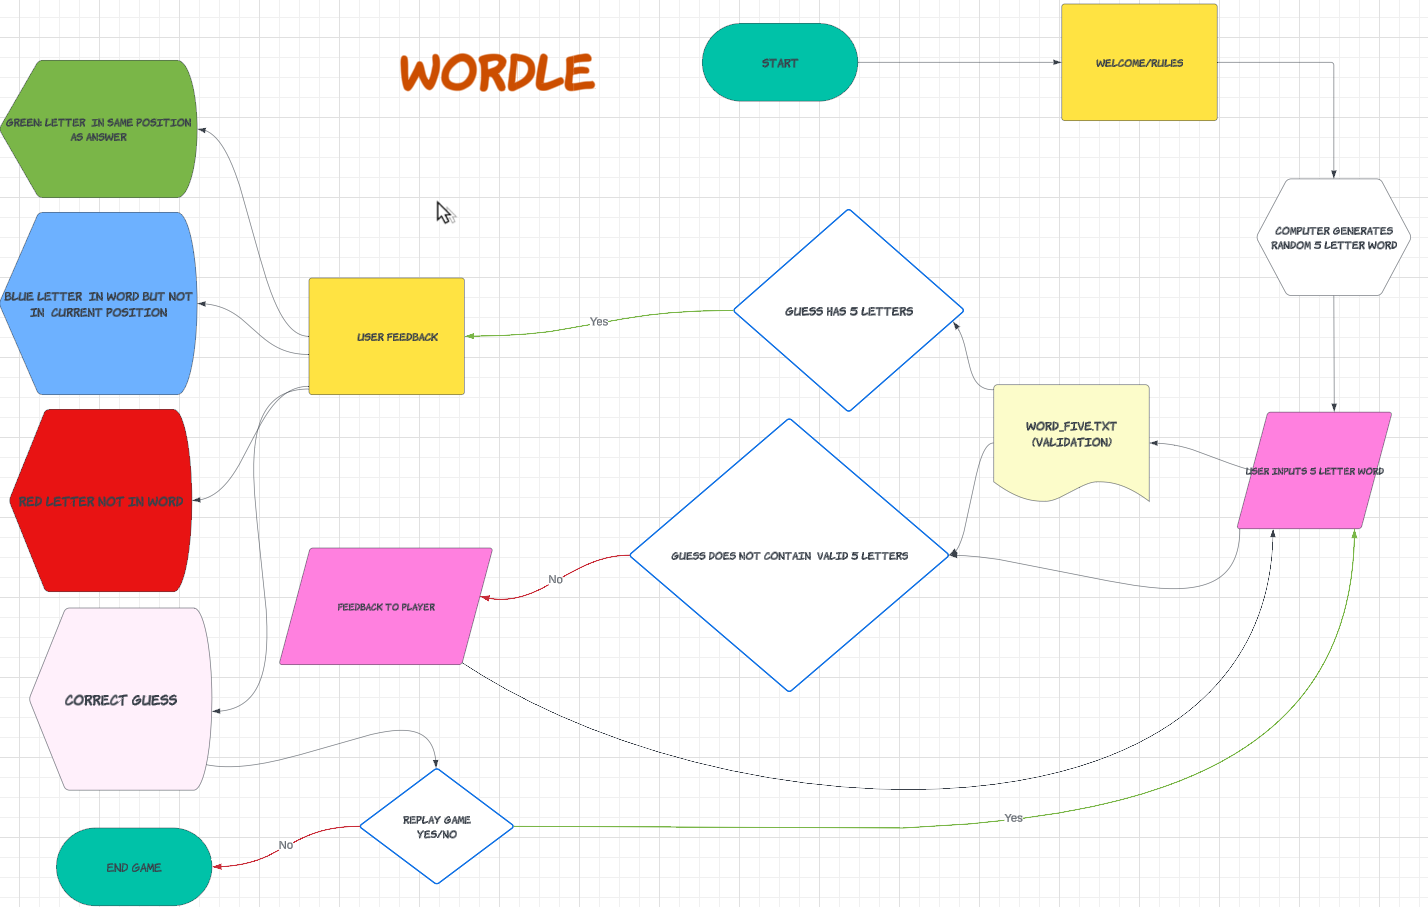 WORDLE
START
WELCOME/RULES
GREEN: LETTER IN SAME POSITION
AS ANSWER
COMPUTER GENERATES
RANDOM 5 LETTER WORD
BLUE LETTER IN WORD BUT NOT
IN CURRENT POSITION
USER FEEDBACK
Yes
GUESS HAS 5 LETTERS
WORD_FIVE.TXT
(VALIDATION)
USER INPUTS 5 LETTER WORD
RED LETTER NOT IN WORD
GUESS DOES NOT CONTAIN VALID 5 LETTERS
No
FEEDBACK TO PLAYER
CORRECT GUESS
REPLAY GAME
YES/NO
Yes
No
END GAME